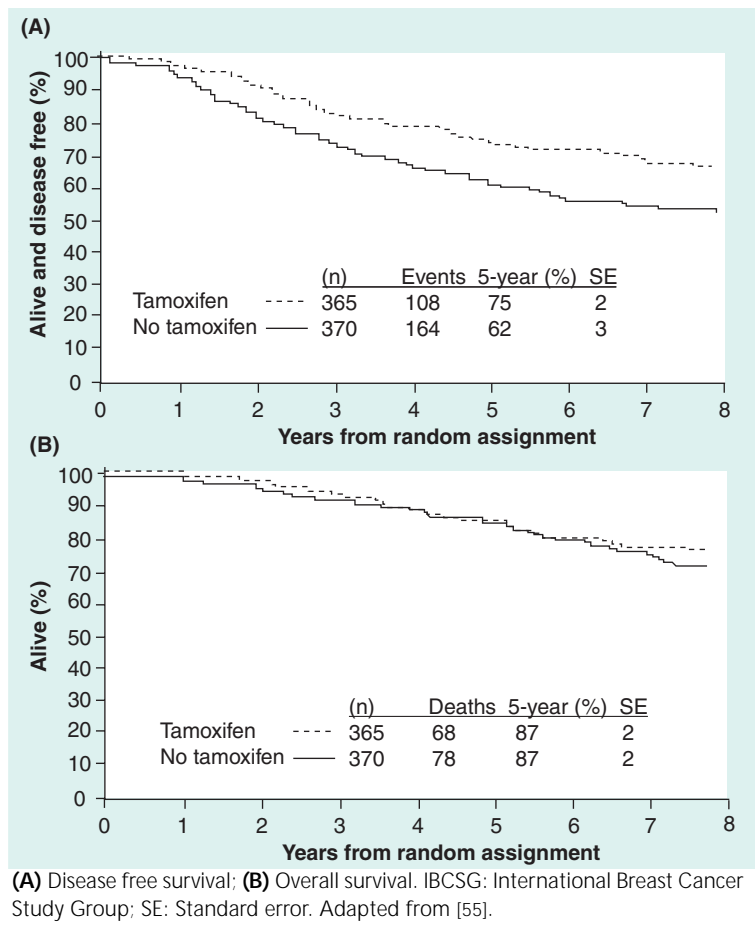 (A)
Alive and disease free (%)
100
90
80
70
60
50
40
30
20
10
0
(n) Events 5-year (%) SE
Tamoxifen 365 108 75 2
No tamoxifen 370 164 62 3
0 1 2 3 4 5 6 7 8
Years from random assignment
(B)
Alive (%)
100
90
80
70
60
50
40
30
20
10
0
(n) Deaths 5-year (%) SE
Tamoxifen 365 68 87 2
No tamoxifen 370 78 87 2
0 1 2 3 4 5 6 7 8
Years from random assignment
(A) Disease free survival; (B) Overall survival. IBCSG: International Breast Cancer
Study Group; SE: Standard error. Adapted from [55].